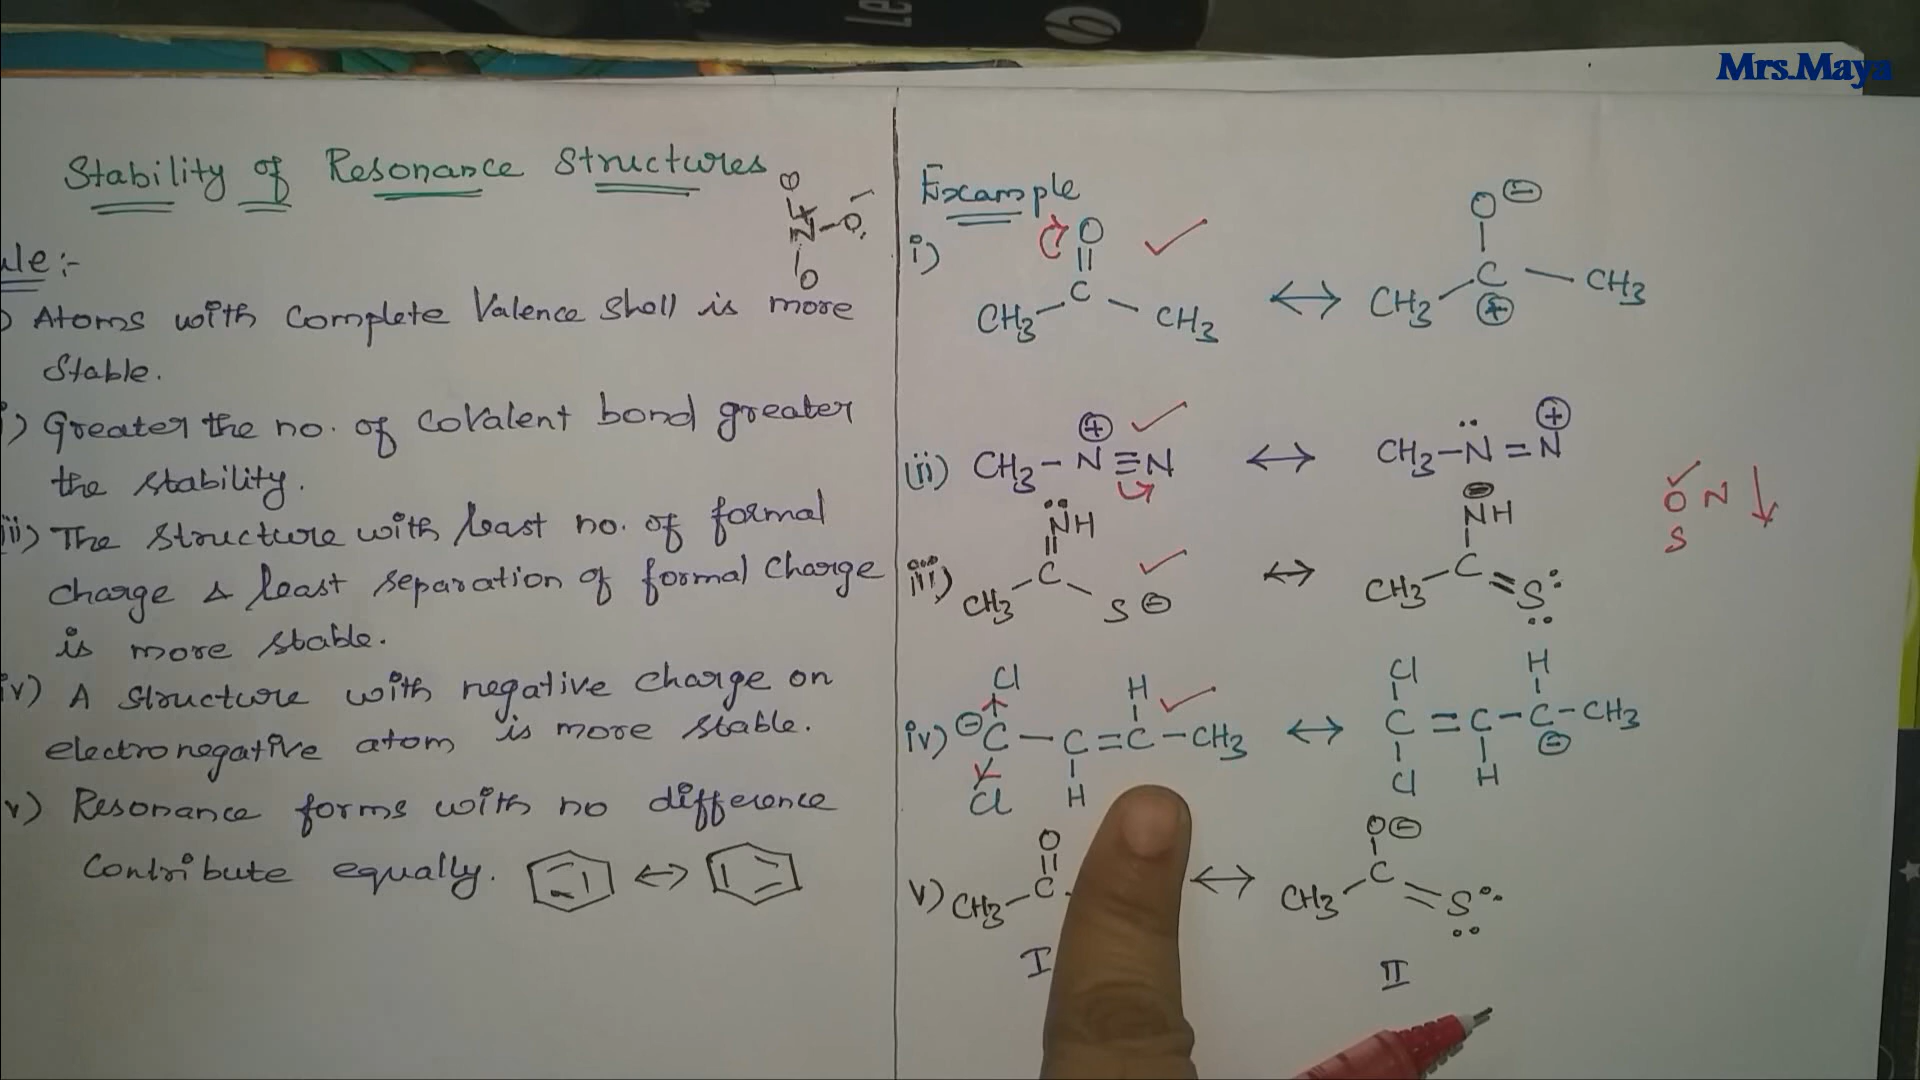 Mrs.Maya
Stability of Resonance Structures
O
N-O:
O
Atoms with Complete Valence Shell is more
Stable.
) Greater the no. of covalent bond greater
the stability.
ii) The structure with least no. of formal
charge & least separation of formal charge
is more stable.
iv) A structure with negative charge on
electronegative atom is more stable.
v) Resonance forms with no difference
contribute equally. ↔
Example
i) O ⊖
O
C ↔ C
CH3 CH3 CH3 ⊕ CH3
(ii) CH3-N⊕≡N ↔ CH3-N̈=N⊕
O N ↓
S
iii) N̈H ⊖
NH
C ↔ C
CH3 S⊖ CH3 =S:
Cl H Cl H
iv) ⊖C-C=C-CH3 ↔ C=C-C-CH3
⊖
Cl H Cl H
O O⊖
v) CH3-C ↔ CH3 C =S:
I II